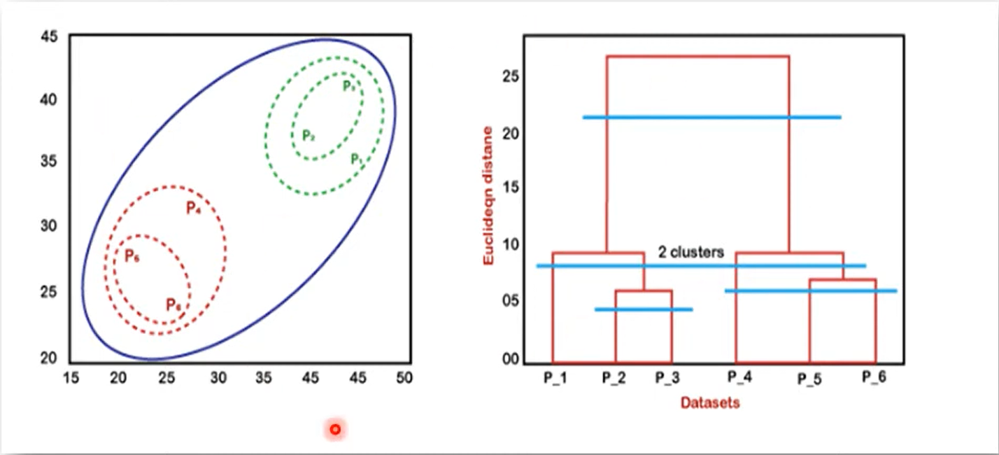 45
40
35
30
25
20
15 20 25 30 35 45 45 50
P₃
P₂
P₁
P₄
P₅
P₆
25
20
15
10
05
00
Euclideqn distane
2 clusters
P_1 P_2 P_3 P_4 P_5 P_6
Datasets